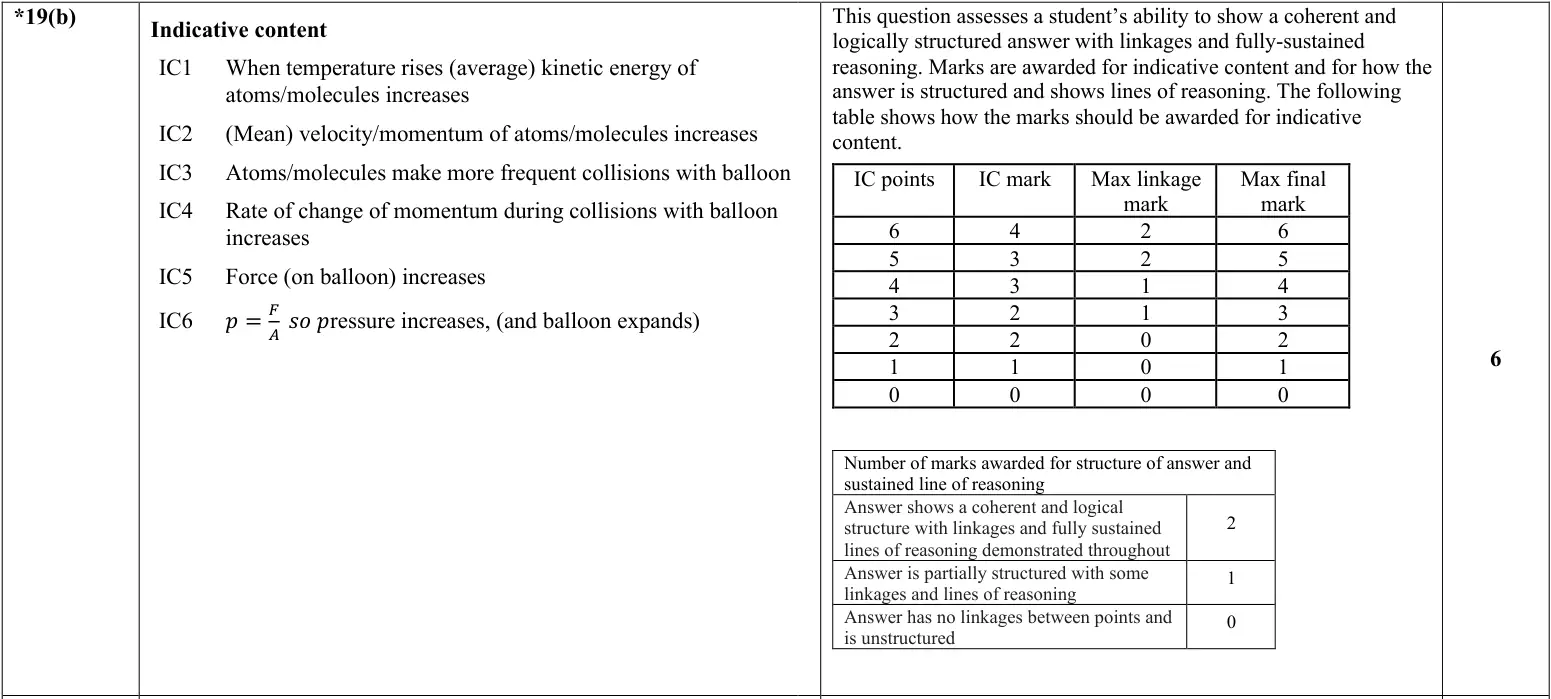 *19(b)
Indicative content
IC1 When temperature rises (average) kinetic energy of
atoms/molecules increases
IC2 (Mean) velocity/momentum of atoms/molecules increases
IC3 Atoms/molecules make more frequent collisions with balloon
IC4 Rate of change of momentum during collisions with balloon
increases
IC5 Force (on balloon) increases
IC6 p = F/A so pressure increases, (and balloon expands)
This question assesses a student’s ability to show a coherent and
logically structured answer with linkages and fully-sustained
reasoning. Marks are awarded for indicative content and for how the
answer is structured and shows lines of reasoning. The following
table shows how the marks should be awarded for indicative
content.
IC points IC mark Max linkage Max final
mark mark
6 4 2 6
5 3 2 5
4 3 1 4
3 2 1 3
2 2 0 2
1 1 0 1
0 0 0 0
Number of marks awarded for structure of answer and
sustained line of reasoning
Answer shows a coherent and logical
structure with linkages and fully sustained 2
lines of reasoning demonstrated throughout
Answer is partially structured with some 1
linkages and lines of reasoning
Answer has no linkages between points and 0
is unstructured
6